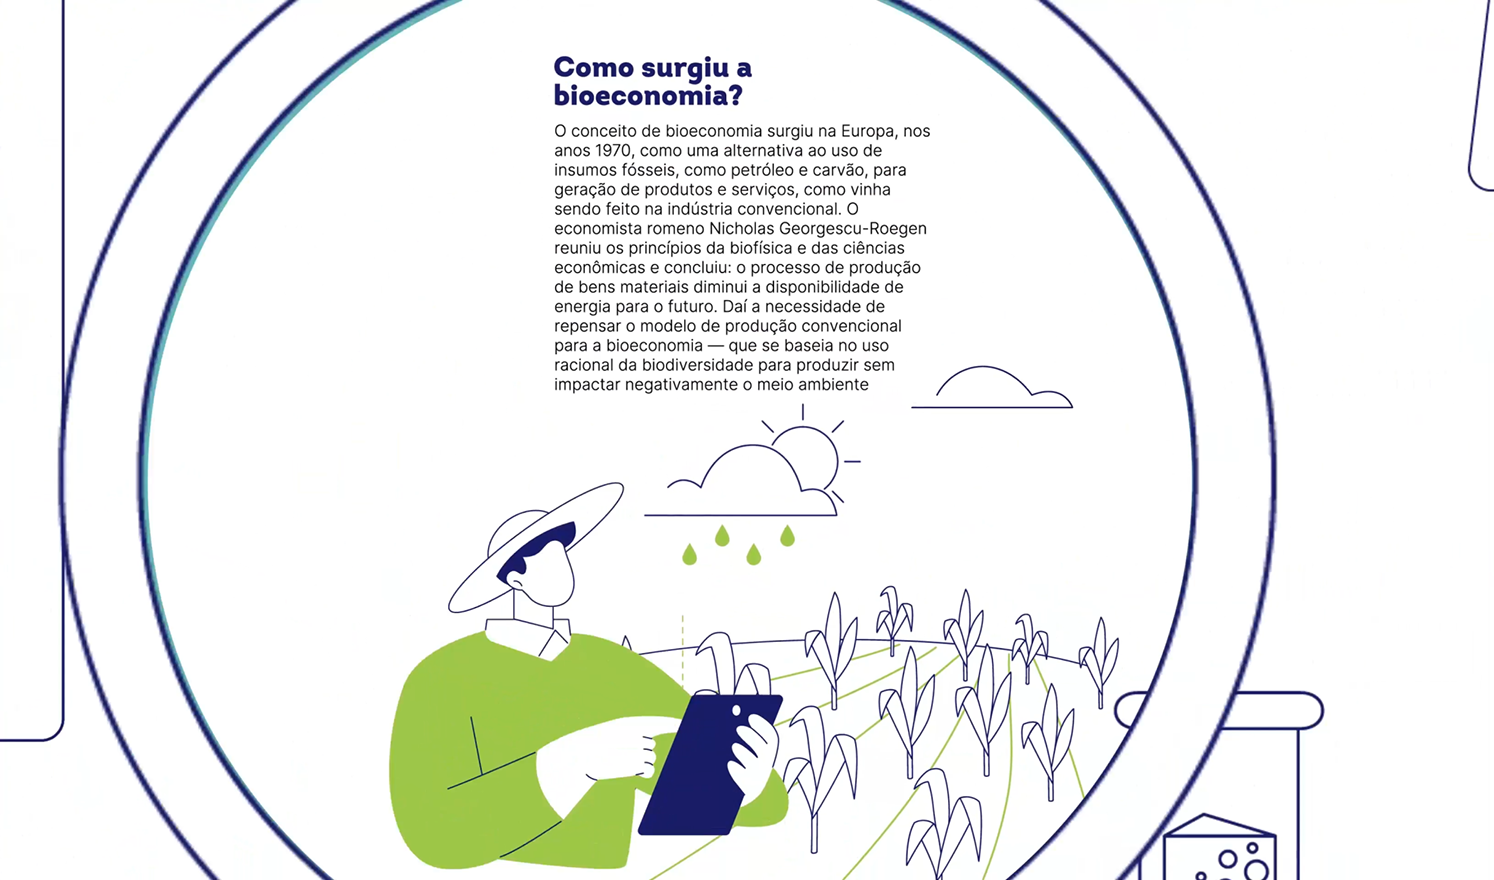 Como surgiu a
bioeconomia?
O conceito de bioeconomia surgiu na Europa, nos
anos 1970, como uma alternativa ao uso de
insumos fósseis, como petróleo e carvão, para
geração de produtos e serviços, como vinha
sendo feito na indústria convencional. O
economista romeno Nicholas Georgescu-Roegen
reuniu os princípios da biofísica e das ciências
econômicas e concluiu: o processo de produção
de bens materiais diminui a disponibilidade de
energia para o futuro. Daí a necessidade de
repensar o modelo de produção convencional
para a bioeconomia — que se baseia no uso
racional da biodiversidade para produzir sem
impactar negativamente o meio ambiente